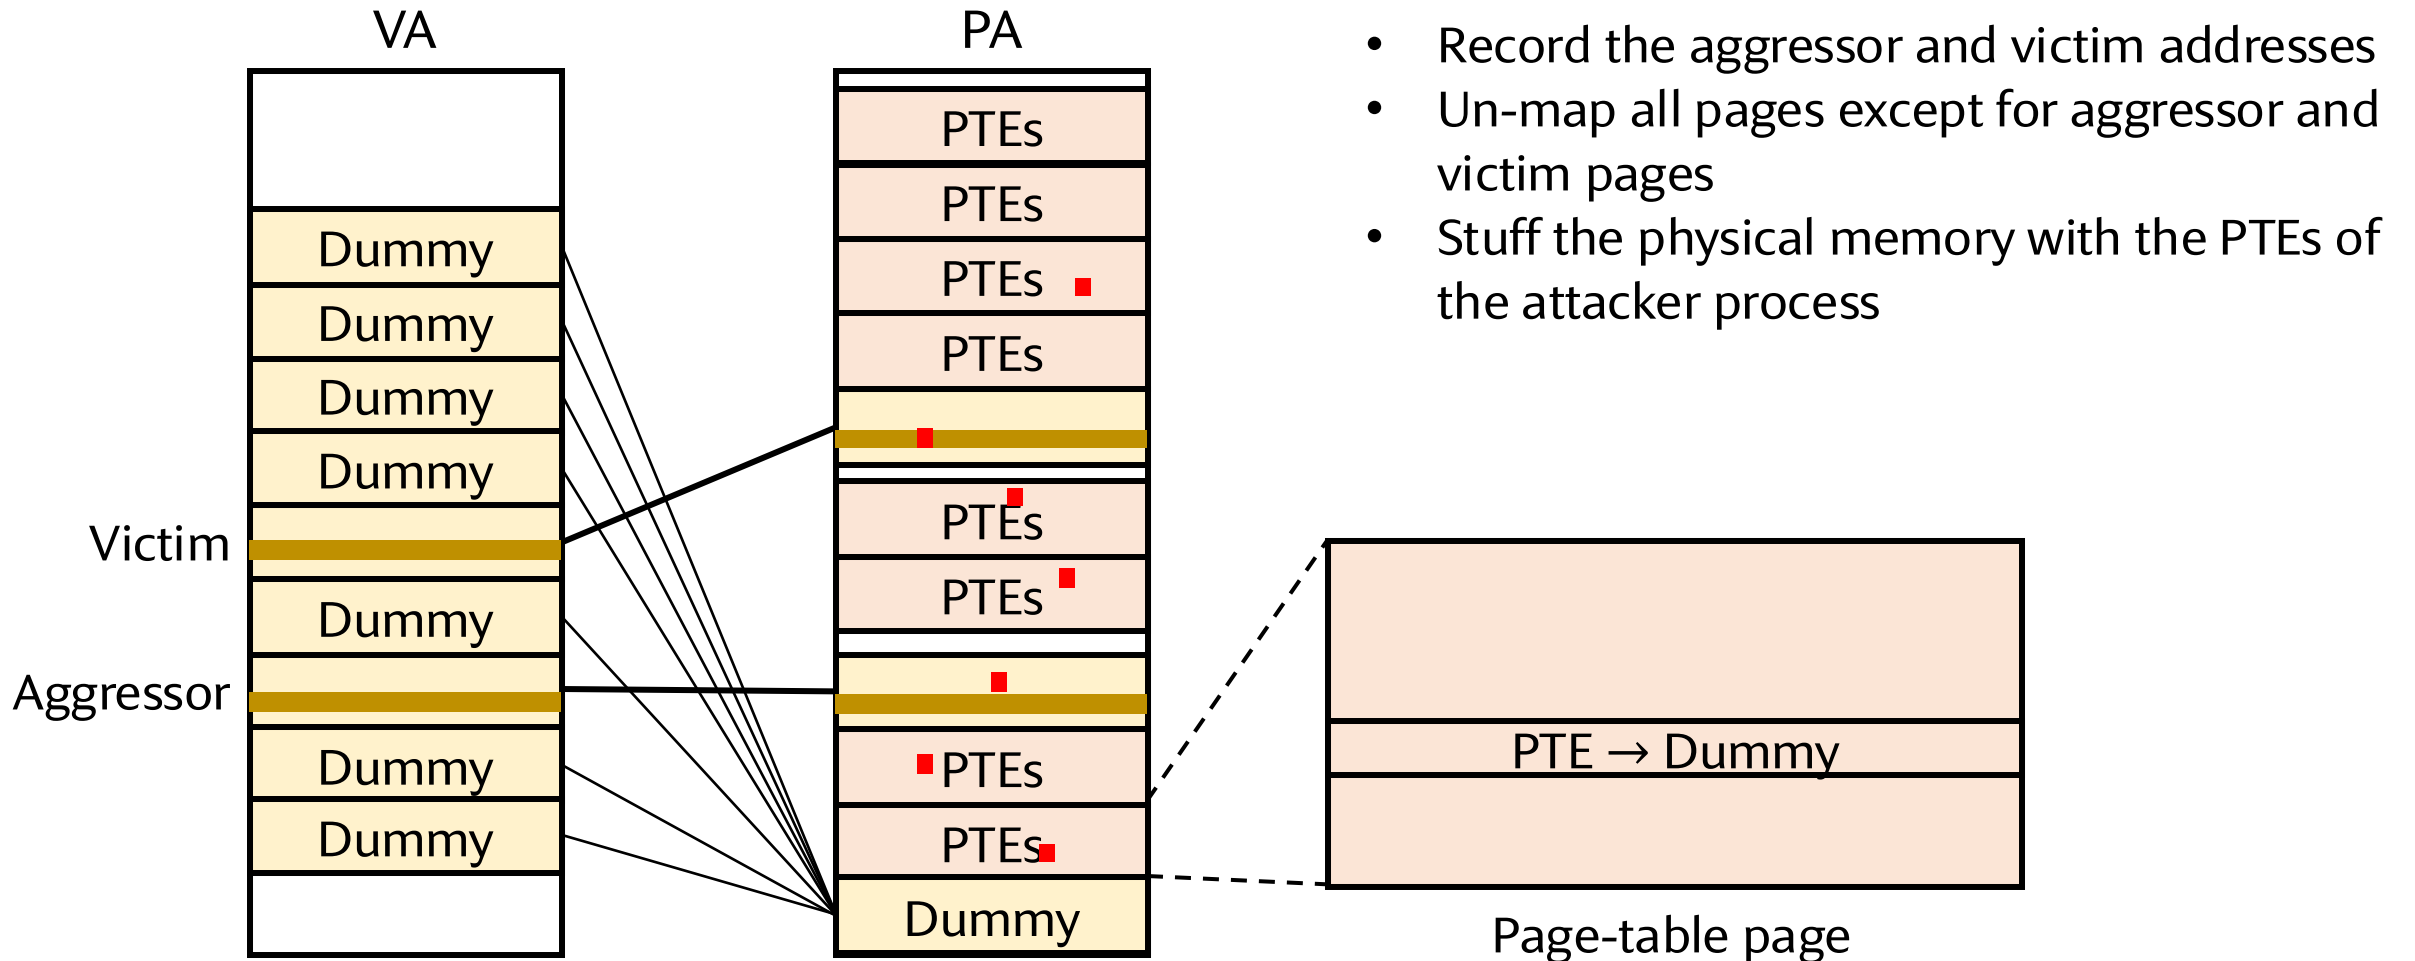 VA
PA
• Record the aggressor and victim addresses
• Un-map all pages except for aggressor and
victim pages
• Stuff the physical memory with the PTEs of
the attacker process
Dummy
Dummy
Dummy
Dummy
Victim
Dummy
Aggressor
Dummy
Dummy
PTEs
PTEs
PTEs
PTEs
PTEs
PTEs
PTEs
PTEs
Dummy
PTE → Dummy
Page-table page